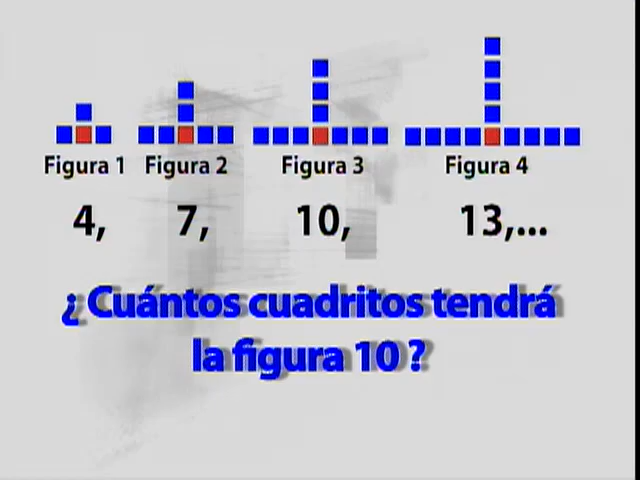 Figura 1 Figura 2 Figura 3 Figura 4
4, 7, 10, 13,...
¿ Cuántos cuadritos tendrá
la figura 10 ?